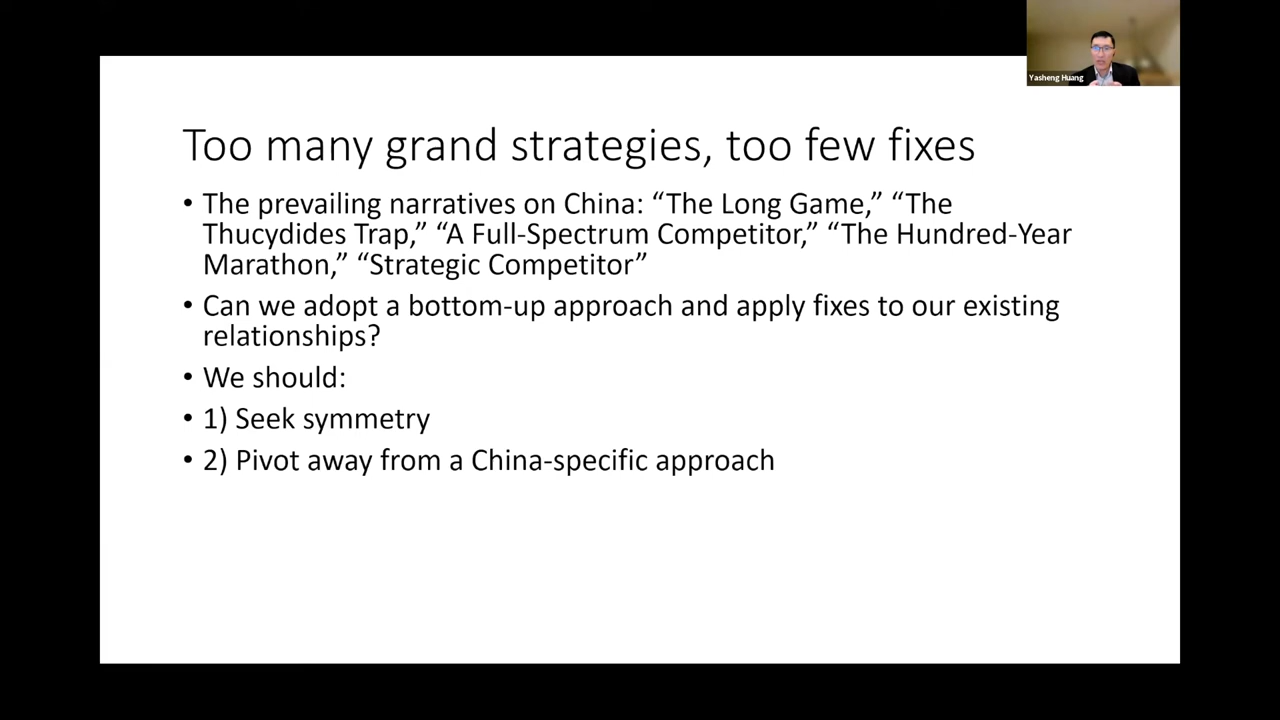 Yasheng Huang
Too many grand strategies, too few fixes
• The prevailing narratives on China: “The Long Game,” “The
Thucydides Trap,” “A Full-Spectrum Competitor,” “The Hundred-Year
Marathon,” “Strategic Competitor”
• Can we adopt a bottom-up approach and apply fixes to our existing
relationships?
• We should:
• 1) Seek symmetry
• 2) Pivot away from a China-specific approach